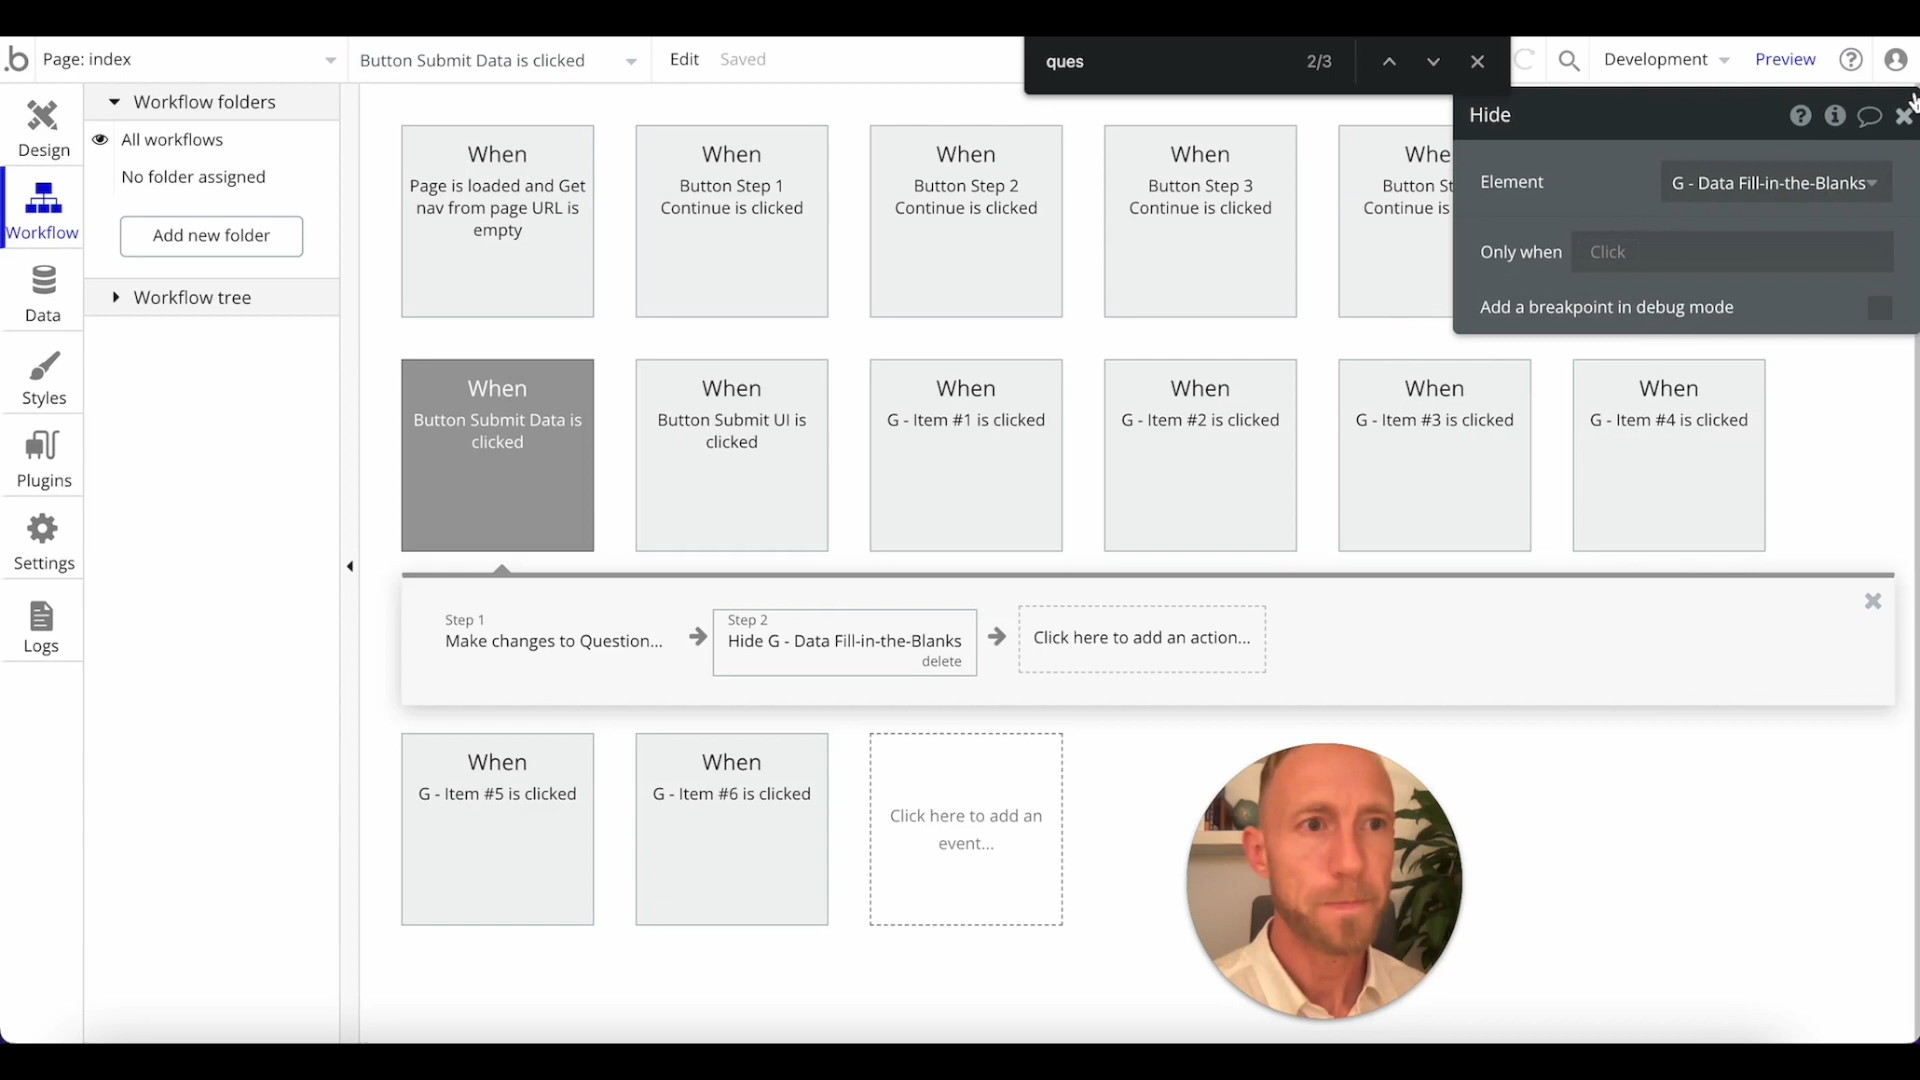 .b
Page: index
Button Submit Data is clicked
Edit
Saved
ques
2/3
Development
Preview
Design
Workflow
Data
Styles
Plugins
Settings
Logs
Workflow folders
All workflows
No folder assigned
Add new folder
Workflow tree
When
Page is loaded and Get
nav from page URL is
empty
When
Button Step 1
Continue is clicked
When
Button Step 2
Continue is clicked
When
Button Step 3
Continue is clicked
Whe
Button St
Continue is
Hide
Element
G - Data Fill-in-the-Blanks
Only when
Click
Add a breakpoint in debug mode
When
Button Submit Data is
clicked
When
Button Submit UI is
clicked
When
G - Item #1 is clicked
When
G - Item #2 is clicked
When
G - Item #3 is clicked
When
G - Item #4 is clicked
Step 1
Make changes to Question...
Step 2
Hide G - Data Fill-in-the-Blanks
delete
Click here to add an action...
When
G - Item #5 is clicked
When
G - Item #6 is clicked
Click here to add an
event...